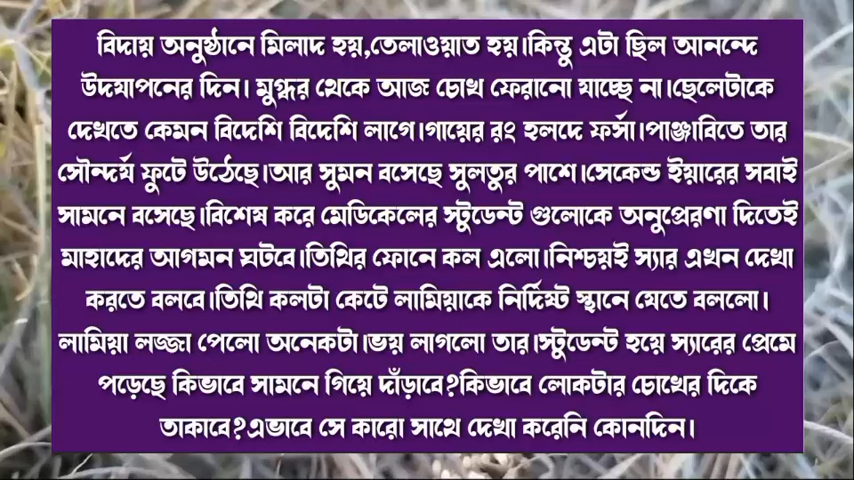 বিদায় অনুষ্ঠানে মিলাদ হয়,তেলাওয়াত হয়।কিন্তু এটা ছিল আনন্দে
উদযাপনের দিন। মুগ্ধর থেকে আজ চোখ ফেরানো যাচ্ছে না।ছেলেটাকে
দেখতে কেমন বিদেশি বিদেশি লাগে।গায়ের রং হলদে ফর্সা।পাঞ্জাবিতে তার
সৌন্দর্য ফুটে উঠেছে।আর সুমন বসেছে সুলতুর পাশে।সেকেন্ড ইয়ারের সবাই
সামনে বসেছে।বিশেষ করে মেডিকেলের স্টুডেন্ট গুলোকে অনুপ্রেরণা দিতেই
মাহাদের আগমন ঘটবে।তিথির ফোনে কল এলো।নিশ্চয়ই স্যার এখন দেখা
করতে বলবে।তিথি কলটা কেটে লামিয়াকে নির্দিষ্ট স্থানে যেতে বললো।
লামিয়া লজ্জা পেলো অনেকটা।ভয় লাগলো তার।স্টুডেন্ট হয়ে স্যারের প্রেমে
পড়েছে কিভাবে সামনে গিয়ে দাঁড়াবে?কিভাবে লোকটার চোখের দিকে
তাকাবে?এভাবে সে কারো সাথে দেখা করেনি কোনদিন।